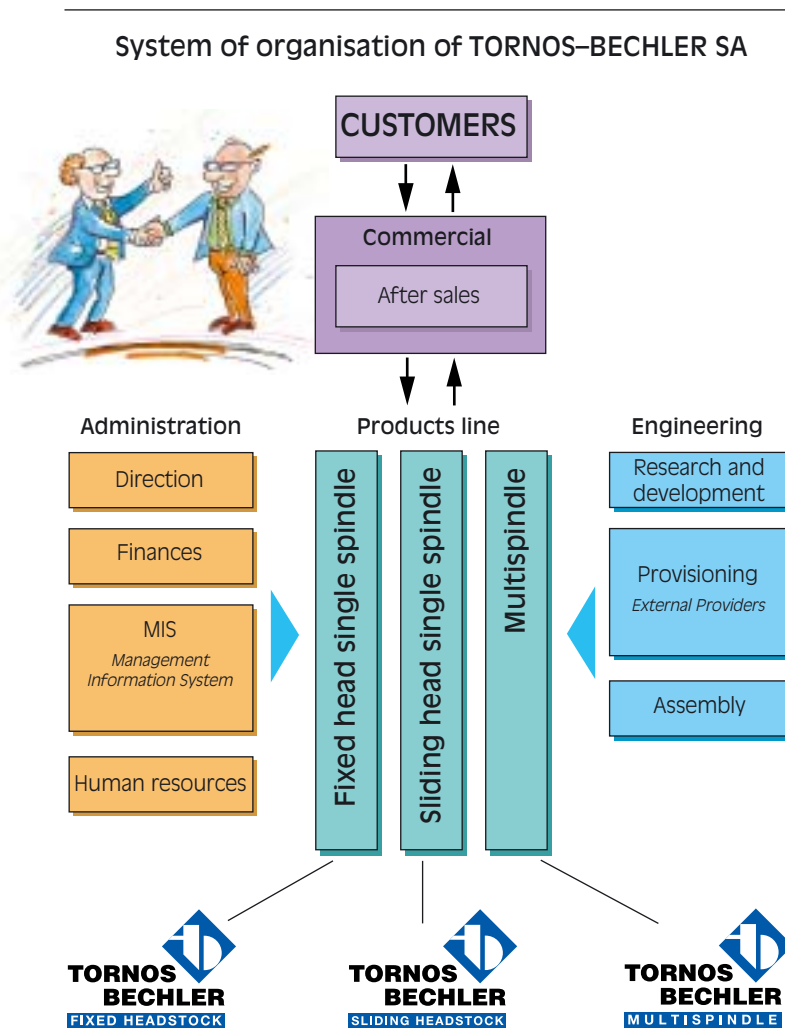 System of organisation of TORNOS–BECHLER SA
CUSTOMERS
Commercial
After sales
Administration
Products line
Engineering
Direction
Finances
MIS
Management
Information System
Human resources
Fixed head single spindle
Sliding head single spindle
Multispindle
Research and
development
Provisioning
External Providers
Assembly
TORNOS
BECHLER
FIXED HEADSTOCK
TORNOS
BECHLER
SLIDING HEADSTOCK
TORNOS
BECHLER
MULTISPINDLE